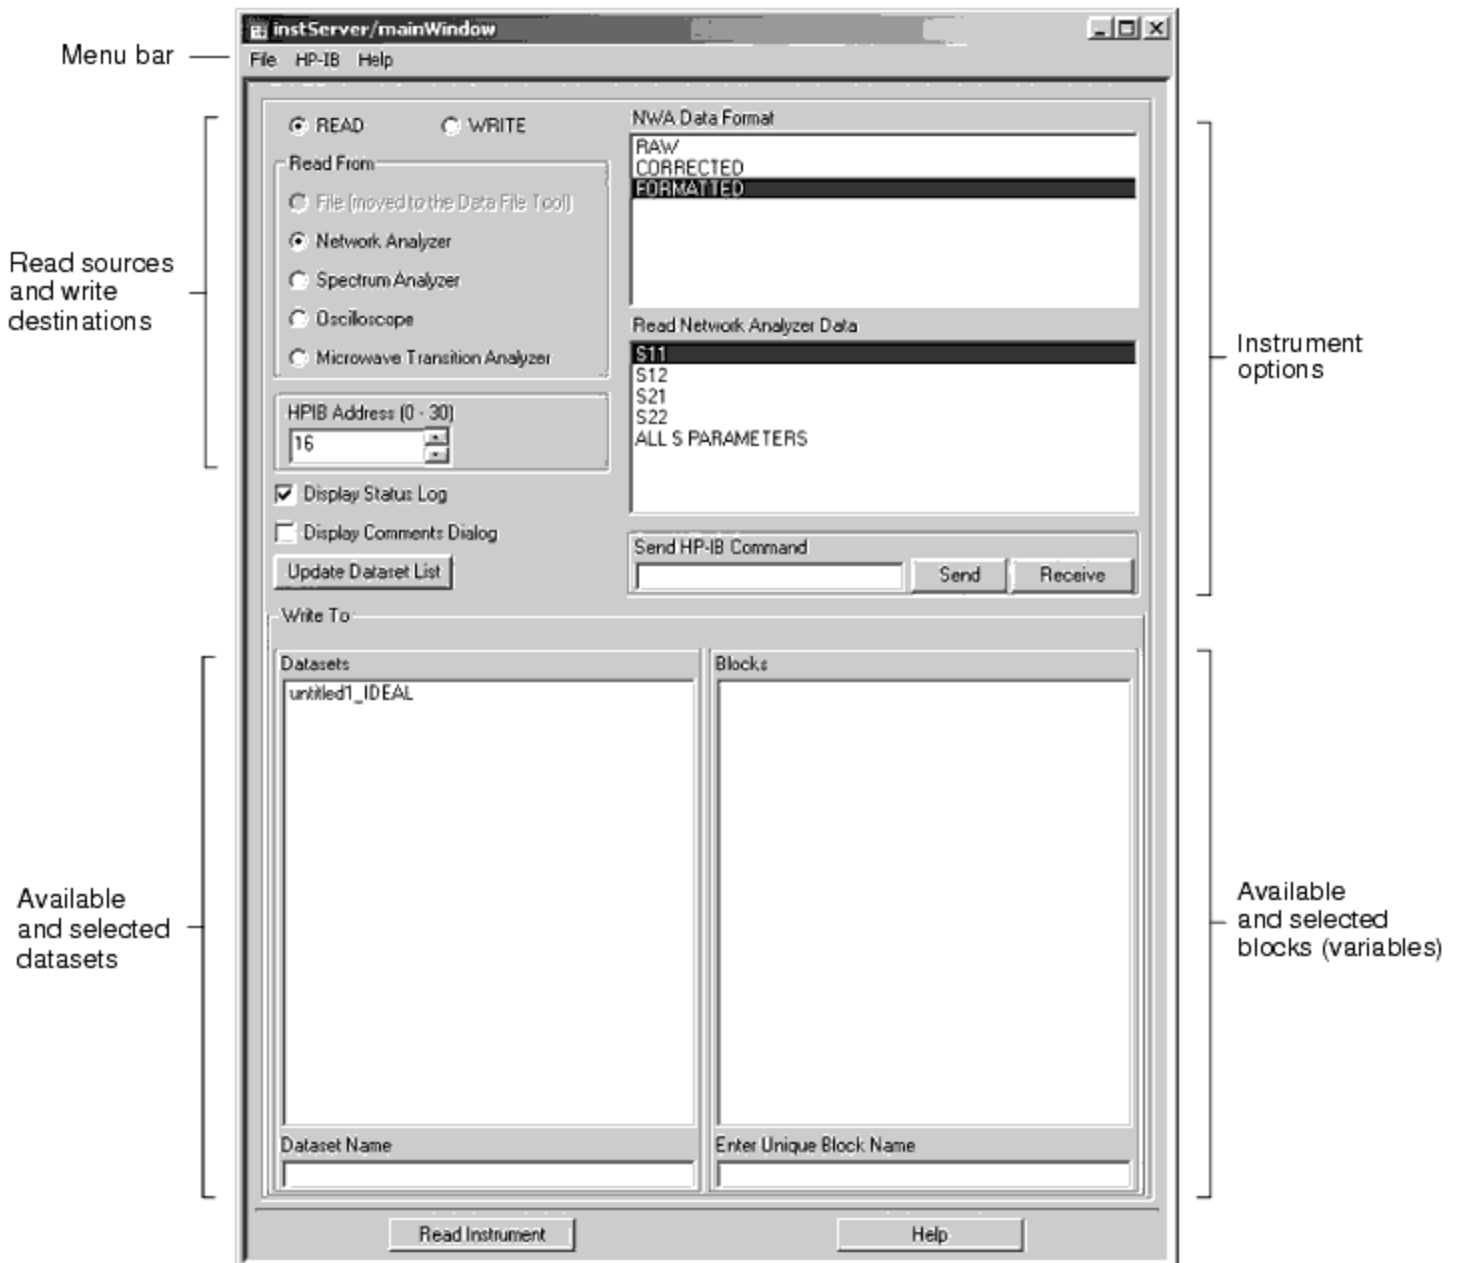 instServer/mainWindow
Menu bar
File HP-IB Help
READ WRITE
Read From
File (moved to the Data File Tool)
Network Analyzer
Spectrum Analyzer
Oscilloscope
Microwave Transition Analyzer
HPIB Address (0 - 30)
16
Display Status Log
Display Comments Dialog
Update Dataset List
Read sources
and write
destinations
NWA Data Format
RAW
CORRECTED
FORMATTED
Read Network Analyzer Data
S11
S12
S21
S22
ALL S PARAMETERS
Send HP-IB Command
Send Receive
Instrument
options
Write To
Datasets
untitled1_IDEAL
Dataset Name
Available
and selected
datasets
Blocks
Enter Unique Block Name
Available
and selected
blocks (variables)
Read Instrument Help